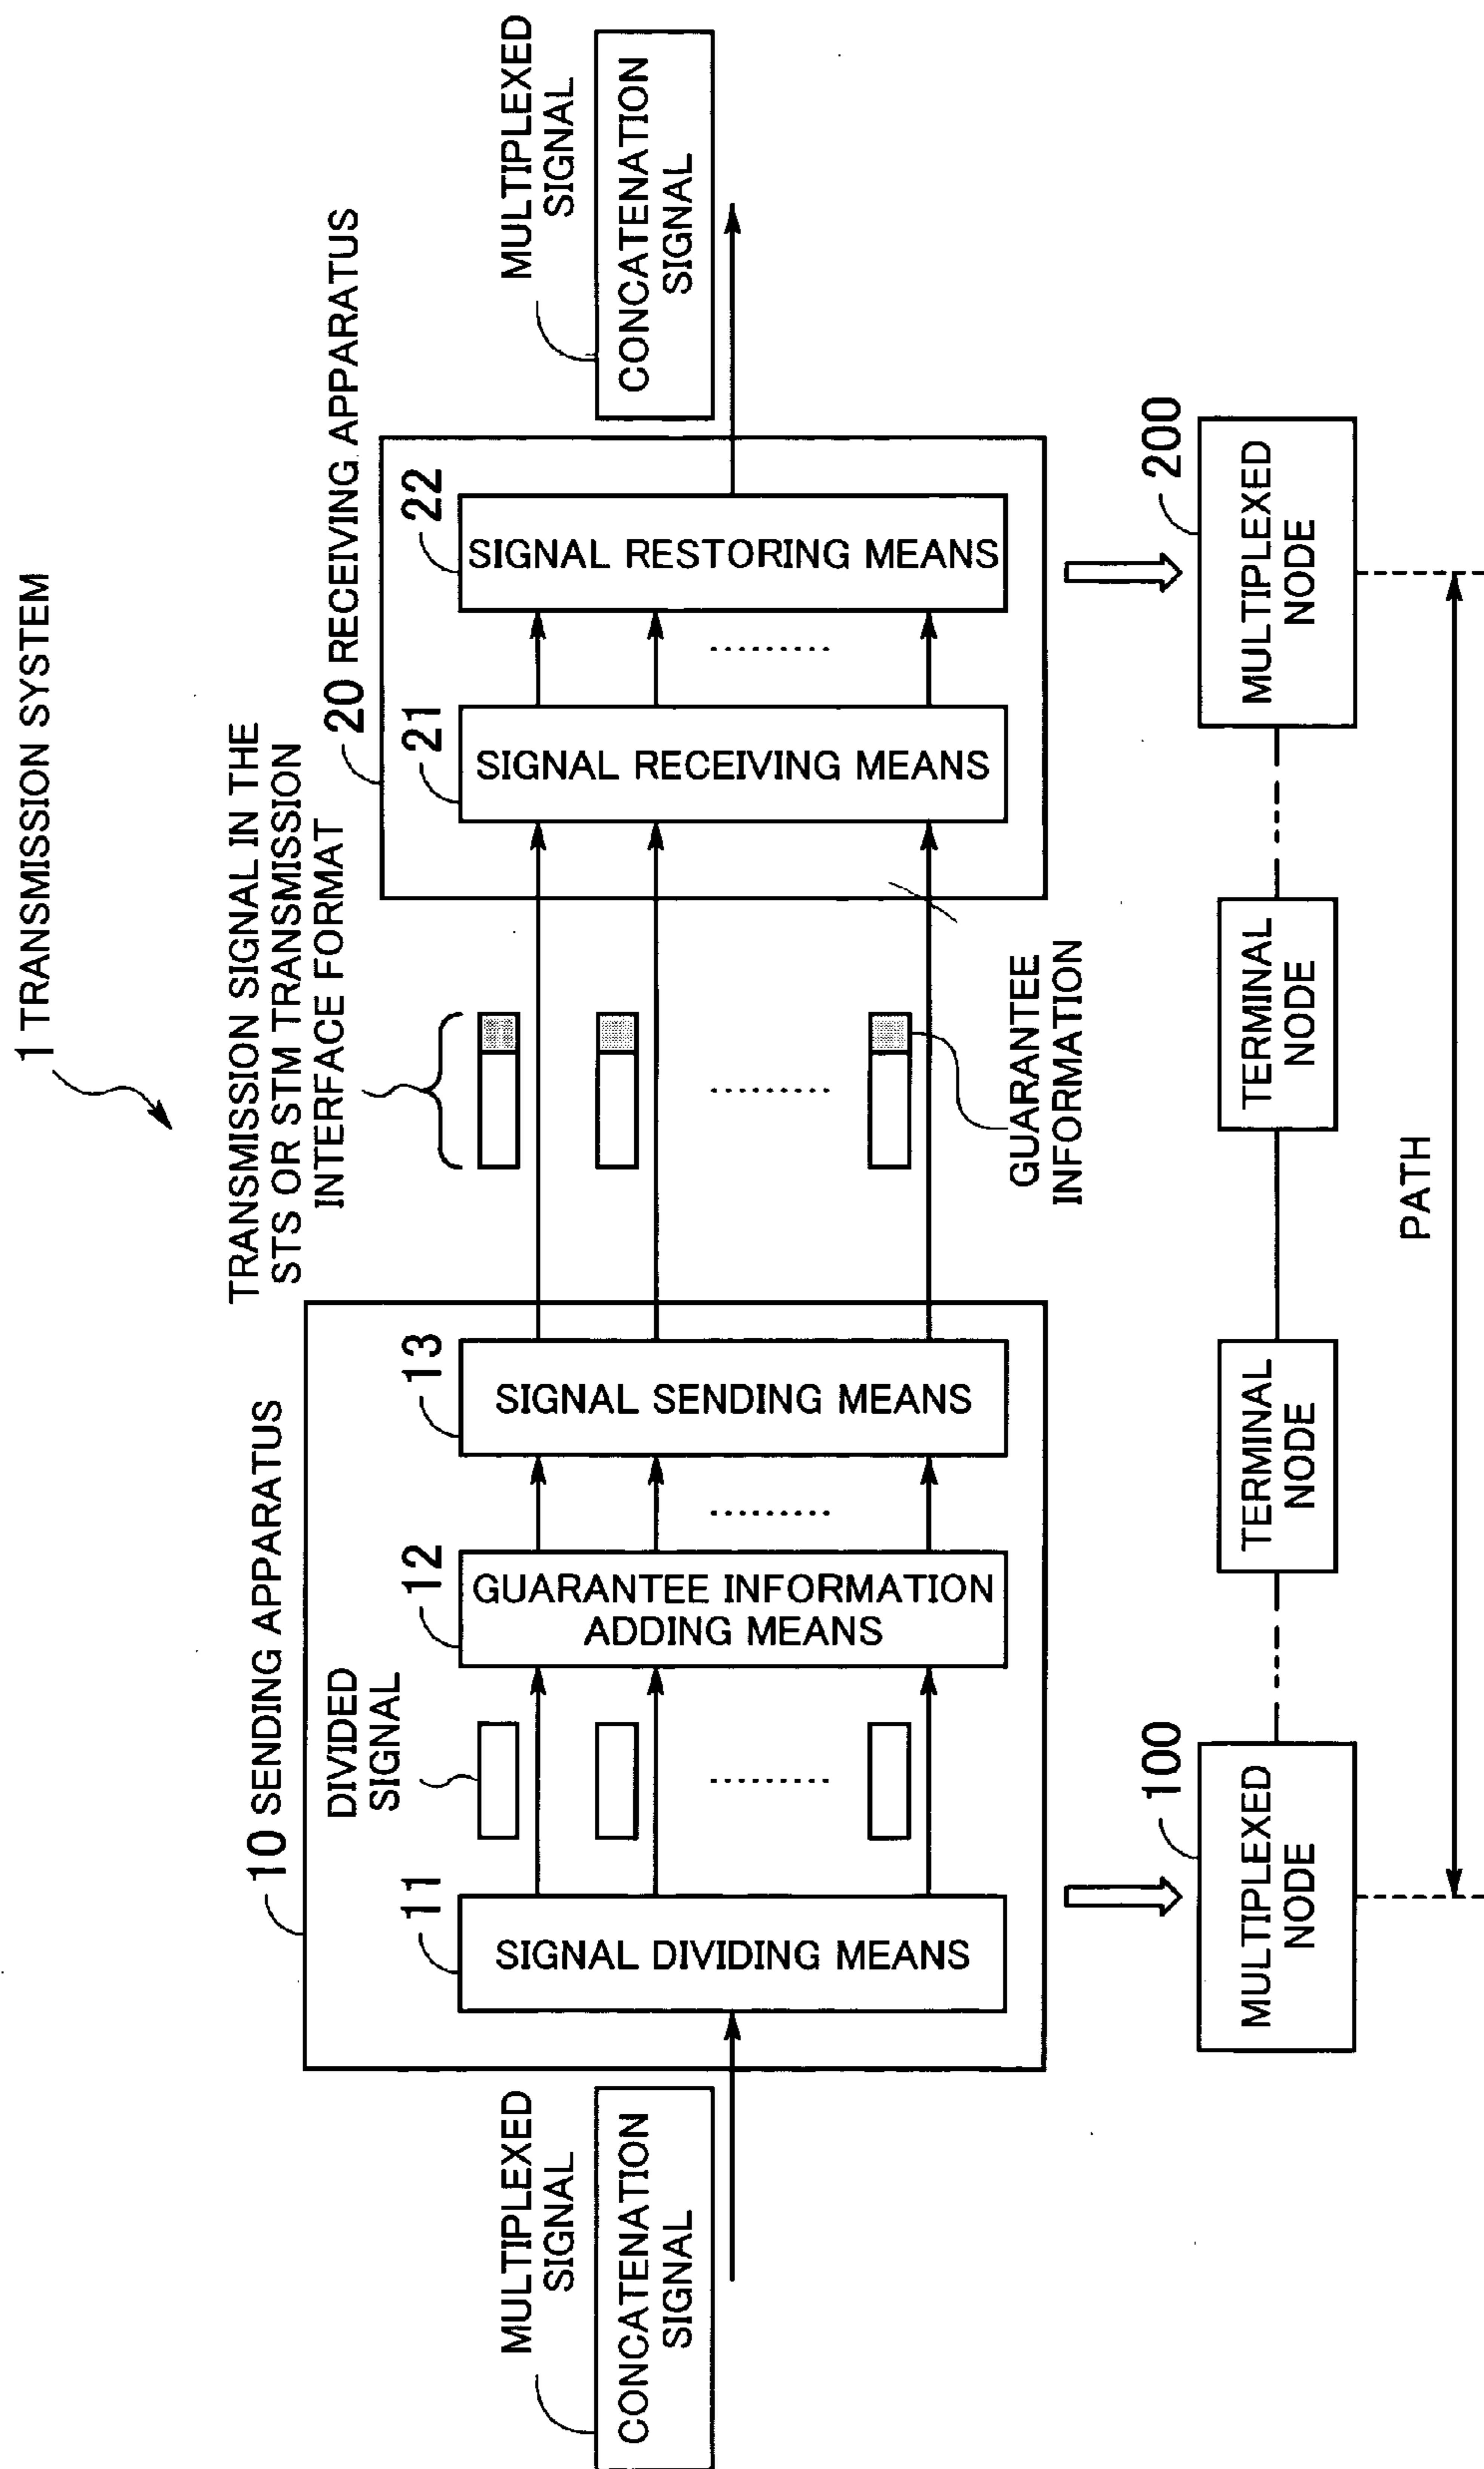 1 TRANSMISSION SYSTEM
TRANSMISSION SIGNAL IN THE
STS OR STM TRANSMISSION
INTERFACE FORMAT
10 SENDING APPARATUS
20 RECEIVING APPARATUS
MULTIPLEXED
SIGNAL
CONCATENATION
SIGNAL
11
SIGNAL DIVIDING MEANS
DIVIDED
SIGNAL
12
GUARANTEE INFORMATION
ADDING MEANS
13
SIGNAL SENDING MEANS
GUARANTEE
INFORMATION
21
SIGNAL RECEIVING MEANS
22
SIGNAL RESTORING MEANS
MULTIPLEXED
SIGNAL
CONCATENATION
SIGNAL
100
MULTIPLEXED
NODE
TERMINAL
NODE
TERMINAL
NODE
200
MULTIPLEXED
NODE
PATH